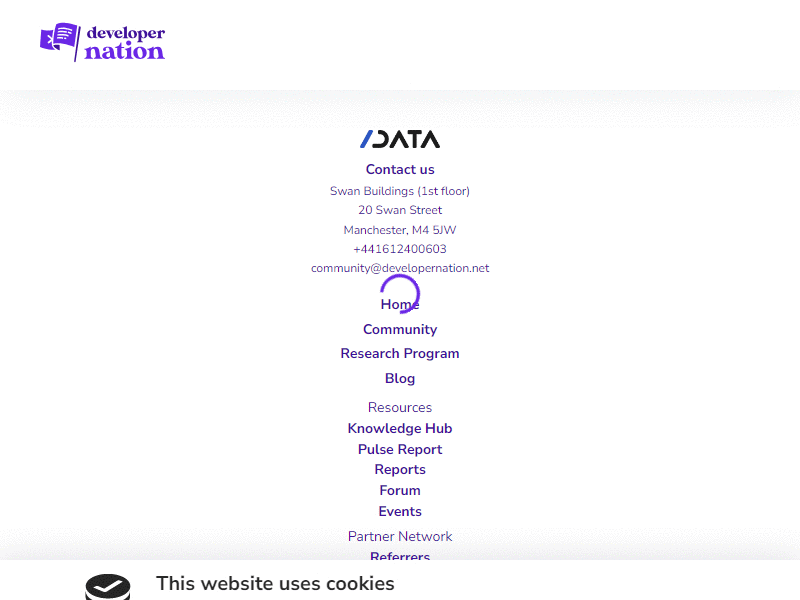 developer
nation
/DATA
Contact us
Swan Buildings (1st floor)
20 Swan Street
Manchester, M4 5JW
+441612400603
community@developernation.net
Home
Community
Research Program
Blog
Resources
Knowledge Hub
Pulse Report
Reports
Forum
Events
Partner Network
Referrers
This website uses cookies